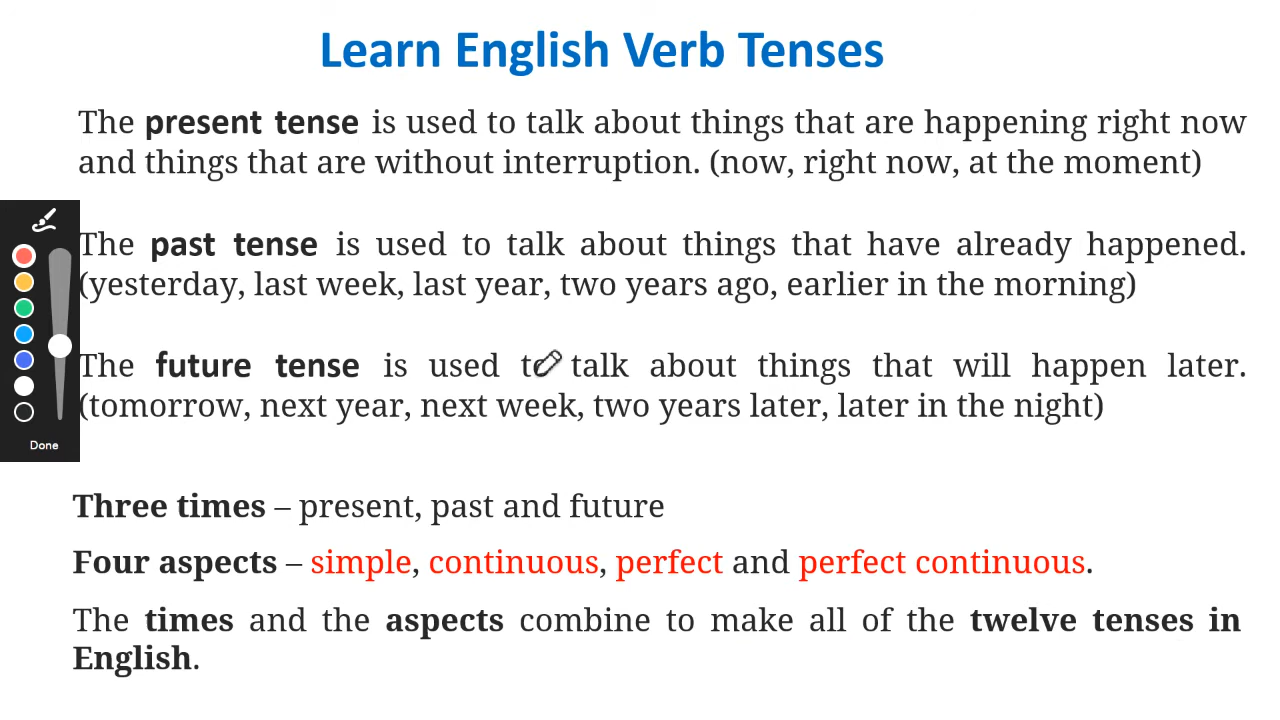 Learn English Verb Tenses
The present tense is used to talk about things that are happening right now
and things that are without interruption. (now, right now, at the moment)
The past tense is used to talk about things that have already happened.
(yesterday, last week, last year, two years ago, earlier in the morning)
The future tense is used to talk about things that will happen later.
(tomorrow, next year, next week, two years later, later in the night)
Done
Three times – present, past and future
Four aspects – simple, continuous, perfect and perfect continuous.
The times and the aspects combine to make all of the twelve tenses in
English.